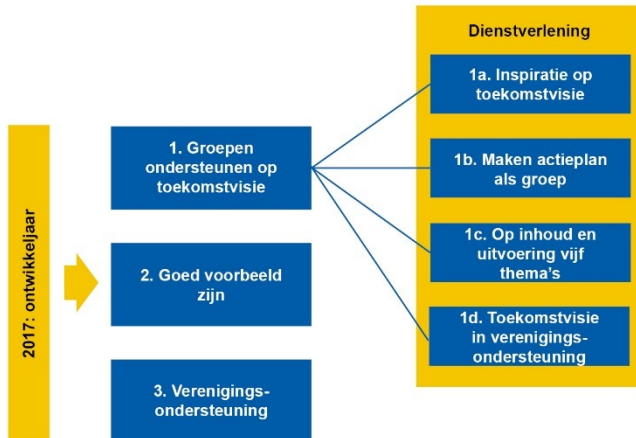 2017: ontwikkeljaar
1. Groepen
ondersteunen op
toekomstvisie
2. Goed voorbeeld
zijn
3. Verenigings-
ondersteuning
Dienstverlening
1a. Inspiratie op
toekomstvisie
1b. Maken actieplan
als groep
1c. Op inhoud en
uitvoering vijf
thema's
1d. Toekomstvisie
in verenigings-
ondersteuning